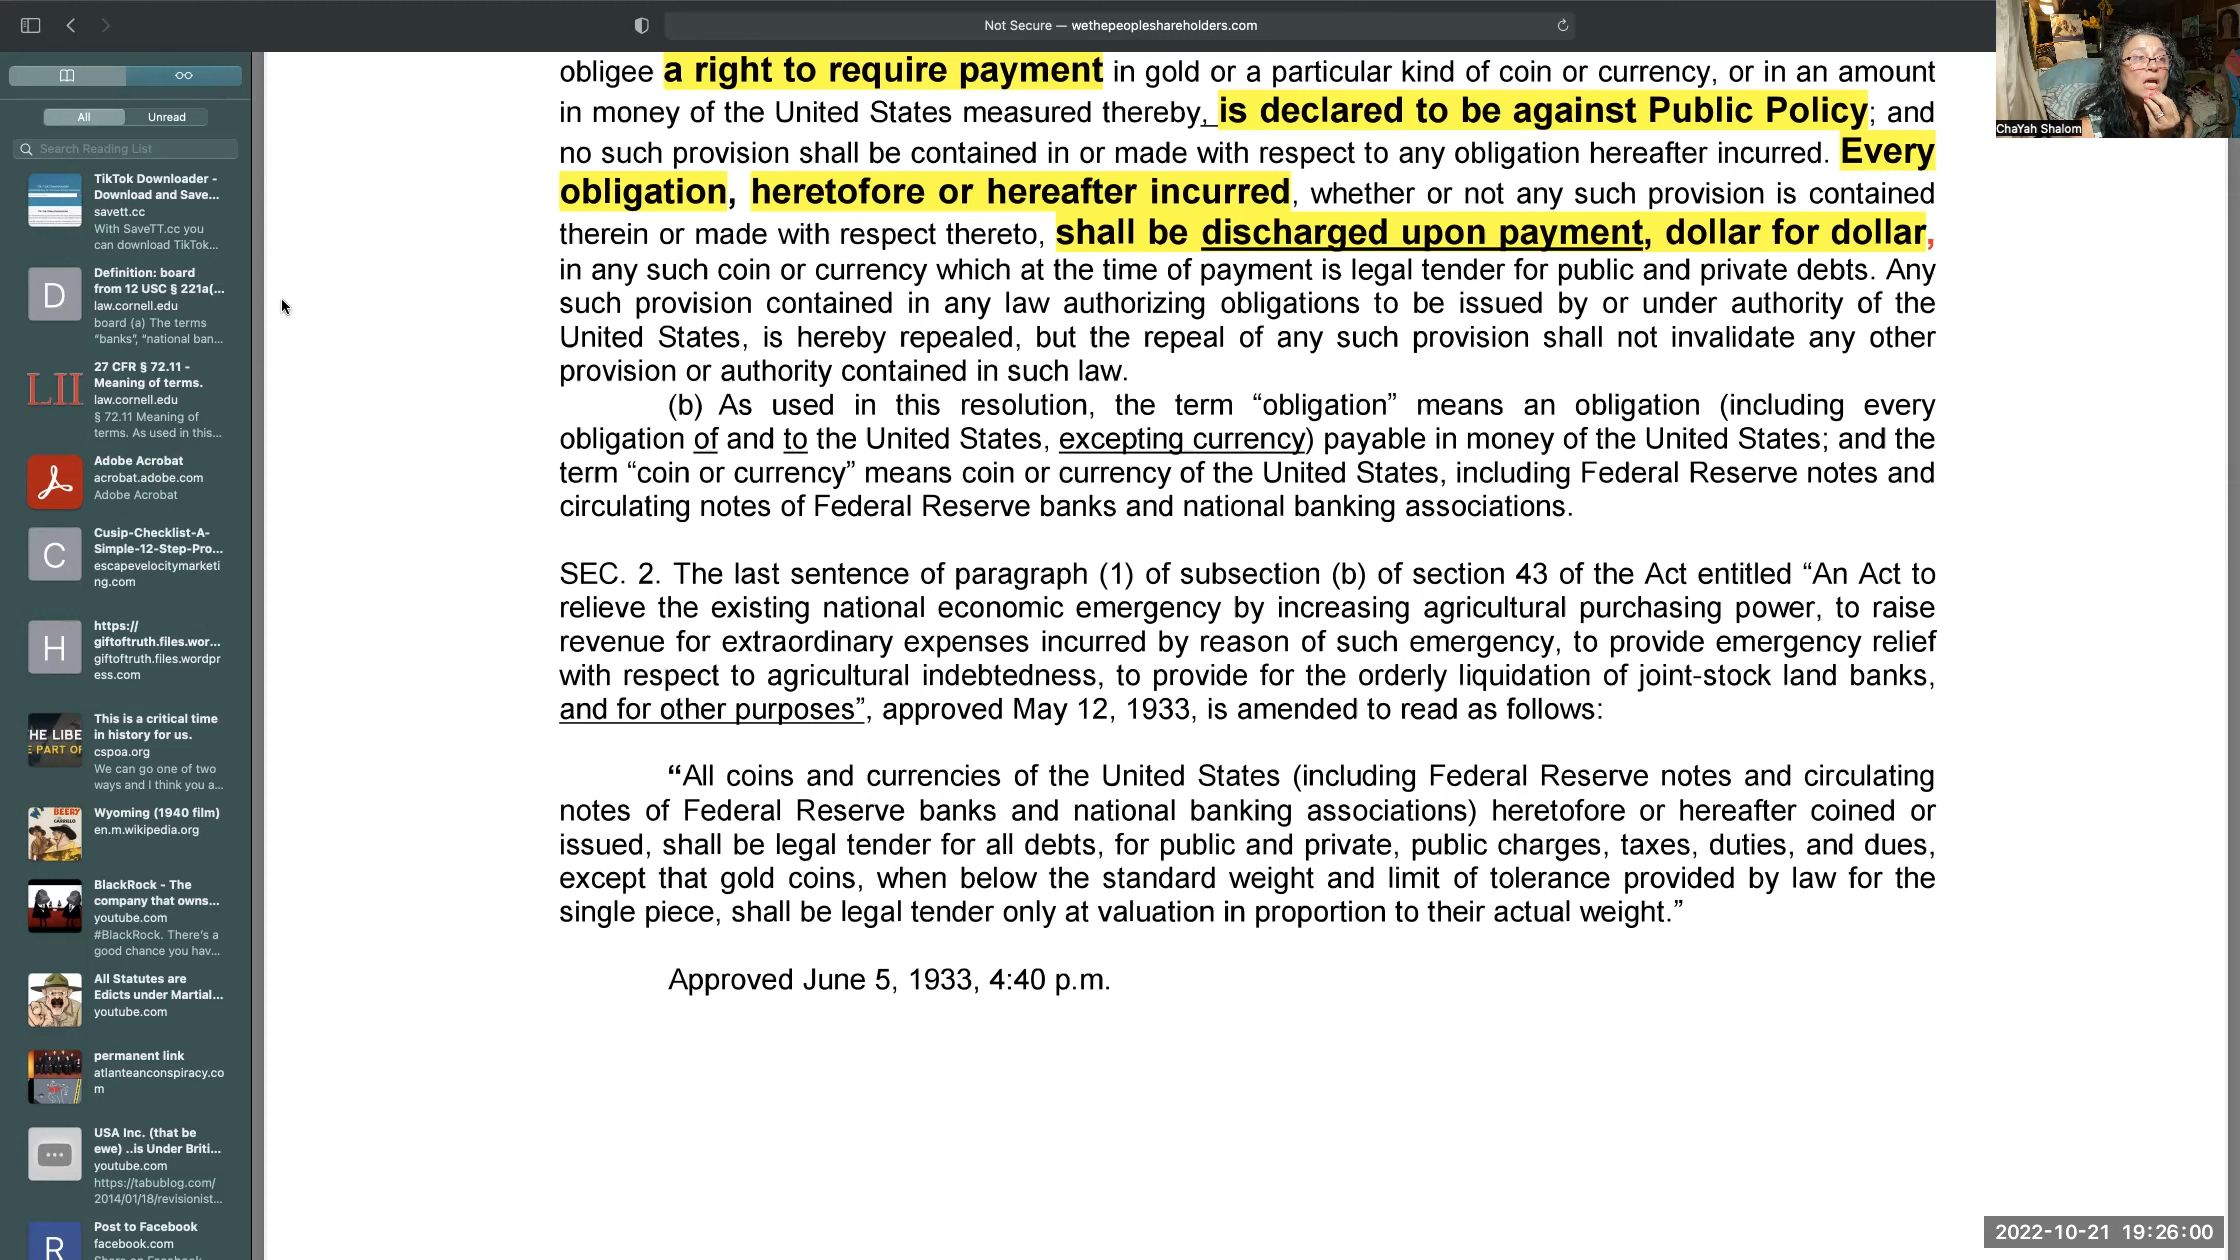 Not Secure — wethepeopleshareholders.com
ChaYah Shalom
All
Unread
Search Reading List
TikTok Downloader -
Download and Save...
savett.cc
With SaveTT.cc you
can download TikTok...
D
Definition: board
from 12 USC § 221a(...
law.cornell.edu
board (a) The terms
“banks”, “national ban...
LII
27 CFR § 72.11 -
Meaning of terms.
law.cornell.edu
§ 72.11 Meaning of
terms. As used in this...
Adobe Acrobat
acrobat.adobe.com
Adobe Acrobat
C
Cusip-Checklist-A-
Simple-12-Step-Pro...
escapevelocitymarketi
ng.com
H
https://
giftoftruth.files.wor...
giftoftruth.files.wordpr
ess.com
HE LIBE
E PART OF
This is a critical time
in history for us.
cspoa.org
We can go one of two
ways and I think you a...
BEERY
Wyoming (1940 film)
en.m.wikipedia.org
BlackRock - The
company that owns...
youtube.com
#BlackRock. There's a
good chance you hav...
All Statutes are
Edicts under Martial...
youtube.com
permanent link
atlanteanconspiracy.co
m
USA Inc. (that be
ewe) ..is Under Briti...
youtube.com
https://tabublog.com/
2014/01/18/revisionist...
R
Post to Facebook
facebook.com
obligee a right to require payment in gold or a particular kind of coin or currency, or in an amount
in money of the United States measured thereby, is declared to be against Public Policy; and
no such provision shall be contained in or made with respect to any obligation hereafter incurred. Every
obligation, heretofore or hereafter incurred, whether or not any such provision is contained
therein or made with respect thereto, shall be discharged upon payment, dollar for dollar,
in any such coin or currency which at the time of payment is legal tender for public and private debts. Any
such provision contained in any law authorizing obligations to be issued by or under authority of the
United States, is hereby repealed, but the repeal of any such provision shall not invalidate any other
provision or authority contained in such law.
(b) As used in this resolution, the term “obligation” means an obligation (including every
obligation of and to the United States, excepting currency) payable in money of the United States; and the
term “coin or currency” means coin or currency of the United States, including Federal Reserve notes and
circulating notes of Federal Reserve banks and national banking associations.
SEC. 2. The last sentence of paragraph (1) of subsection (b) of section 43 of the Act entitled “An Act to
relieve the existing national economic emergency by increasing agricultural purchasing power, to raise
revenue for extraordinary expenses incurred by reason of such emergency, to provide emergency relief
with respect to agricultural indebtedness, to provide for the orderly liquidation of joint-stock land banks,
and for other purposes”, approved May 12, 1933, is amended to read as follows:
“All coins and currencies of the United States (including Federal Reserve notes and circulating
notes of Federal Reserve banks and national banking associations) heretofore or hereafter coined or
issued, shall be legal tender for all debts, for public and private, public charges, taxes, duties, and dues,
except that gold coins, when below the standard weight and limit of tolerance provided by law for the
single piece, shall be legal tender only at valuation in proportion to their actual weight.”
Approved June 5, 1933, 4:40 p.m.
2022-10-21 19:26:00